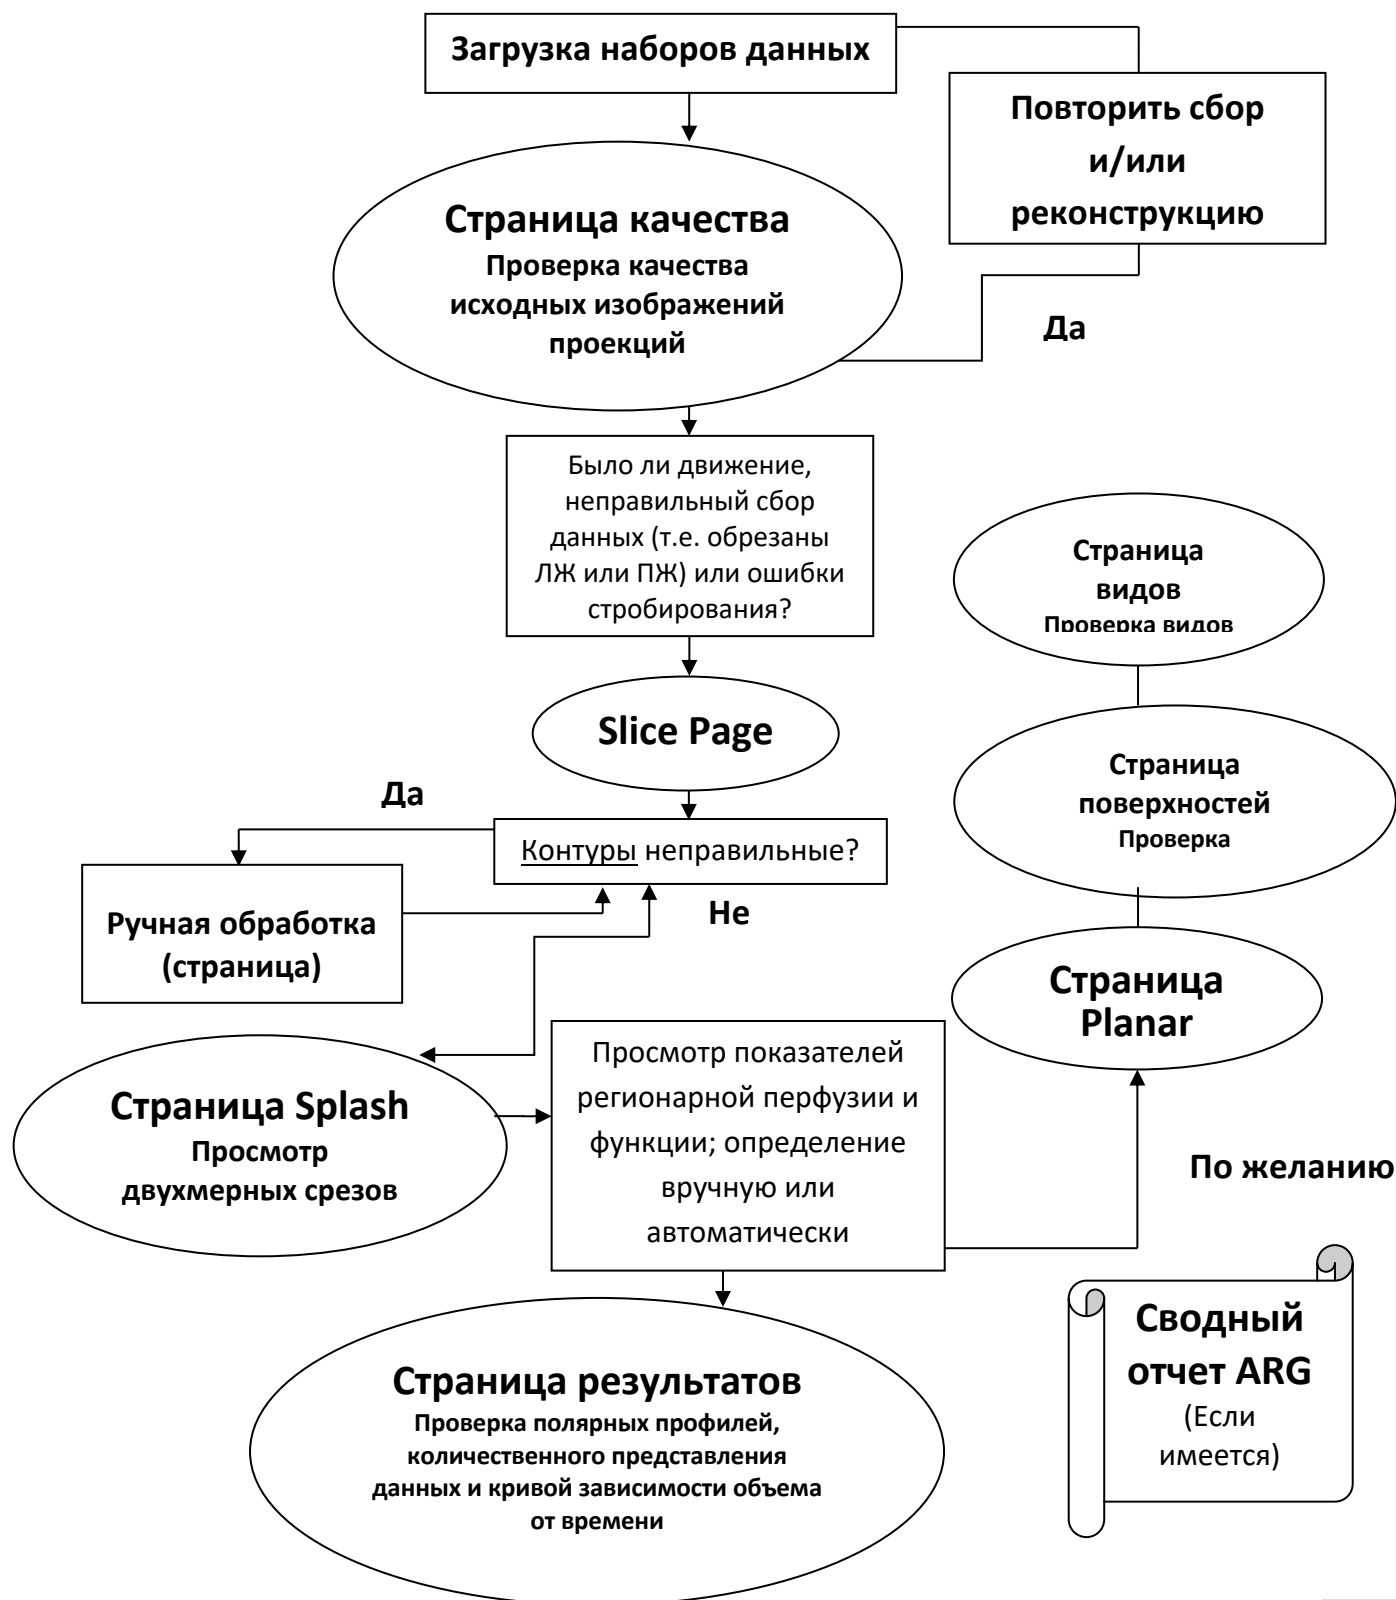 Загрузка наборов данных
Повторить сбор
и/или
реконструкцию
Страница качества
Проверка качества
исходных изображений
проекций
Да
Было ли движение,
неправильный сбор
данных (т.е. обрезаны
ЛЖ или ПЖ) или ошибки
стробирования?
Страница
видов
Проверка видов
Slice Page
Страница
поверхностей
Проверка
Да
Контуры неправильные?
Не
Ручная обработка
(страница)
Страница
Planar
Просмотр показателей
регионарной перфузии и
функции; определение
вручную или
автоматически
Страница Splash
Просмотр
двухмерных срезов
По желанию
Сводный
отчет ARG
(Если
имеется)
Страница результатов
Проверка полярных профилей,
количественного представления
данных и кривой зависимости объема
от времени